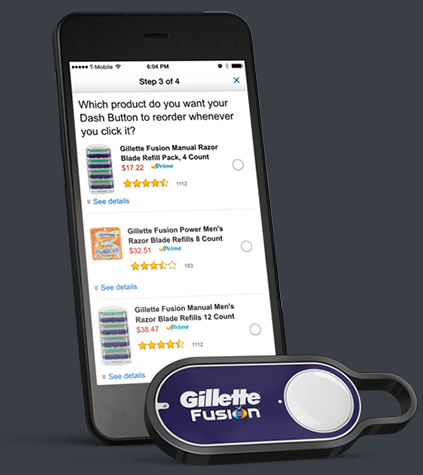 T-Mobile 6:04 PM
Step 3 of 4 ✕
Which product do you want your
Dash Button to reorder whenever
you click it?
Gillette Fusion Manual Razor
Blade Refill Pack, 4 Count
$17.22 Prime
1112
See details
Gillette Fusion Power Men's
Razor Blade Refills 8 Count
$32.51 Prime
183
See details
Gillette Fusion Manual Men's
Razor Blade Refills 12 Count
$38.47 Prime
1112
See details
Gillette
FUSION